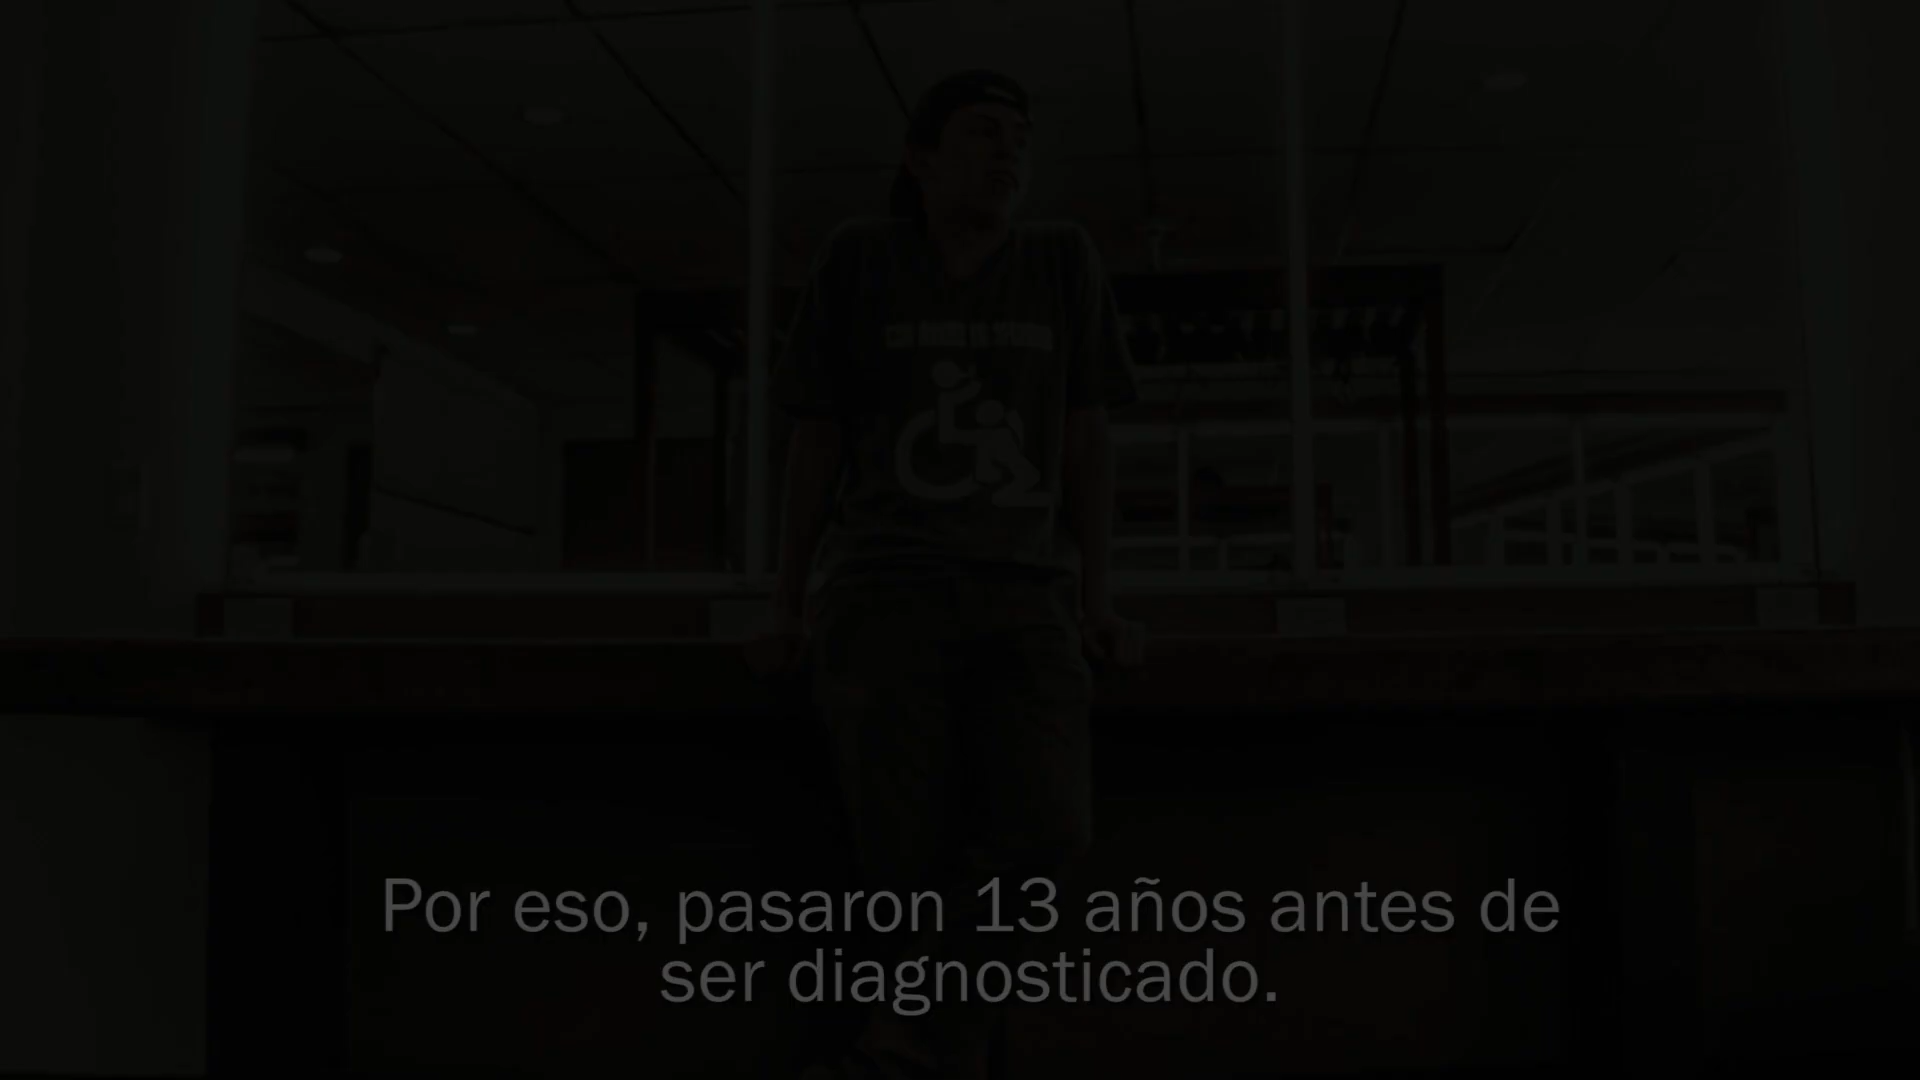 Por eso, pasaron 13 años antes de
ser diagnosticado.